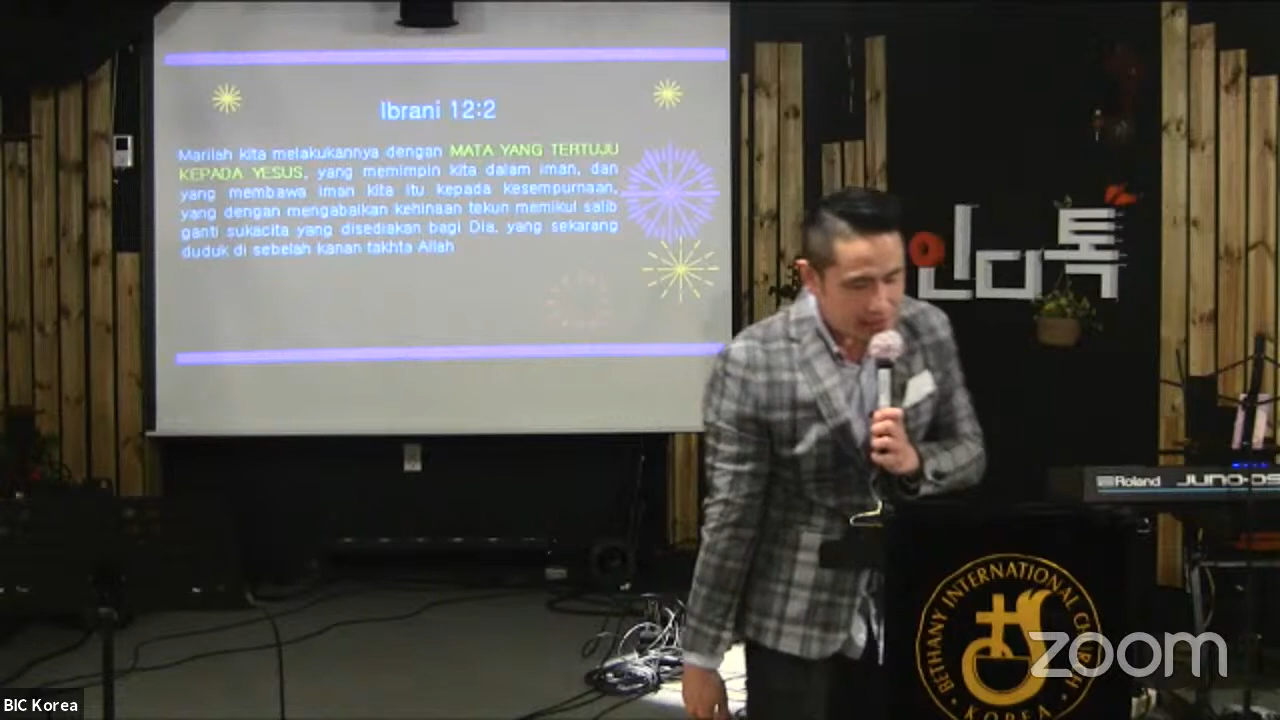 Ibrani 12:2
Marilah kita melakukannya dengan MATA YANG TERTUJU
KEPADA YESUS, yang memimpin kita dalam iman, dan
yang membawa iman kita itu kepada kesempurnaan,
yang dengan mengabaikan kehinaan tekun memikul salib
ganti sukacita yang disediakan bagi Dia, yang sekarang
duduk di sebelah kanan takhta Allah
인디톡
Roland JUNO-DS
BETHANY INTERNATIONAL CHURCH
KOREA
zoom
BIC Korea